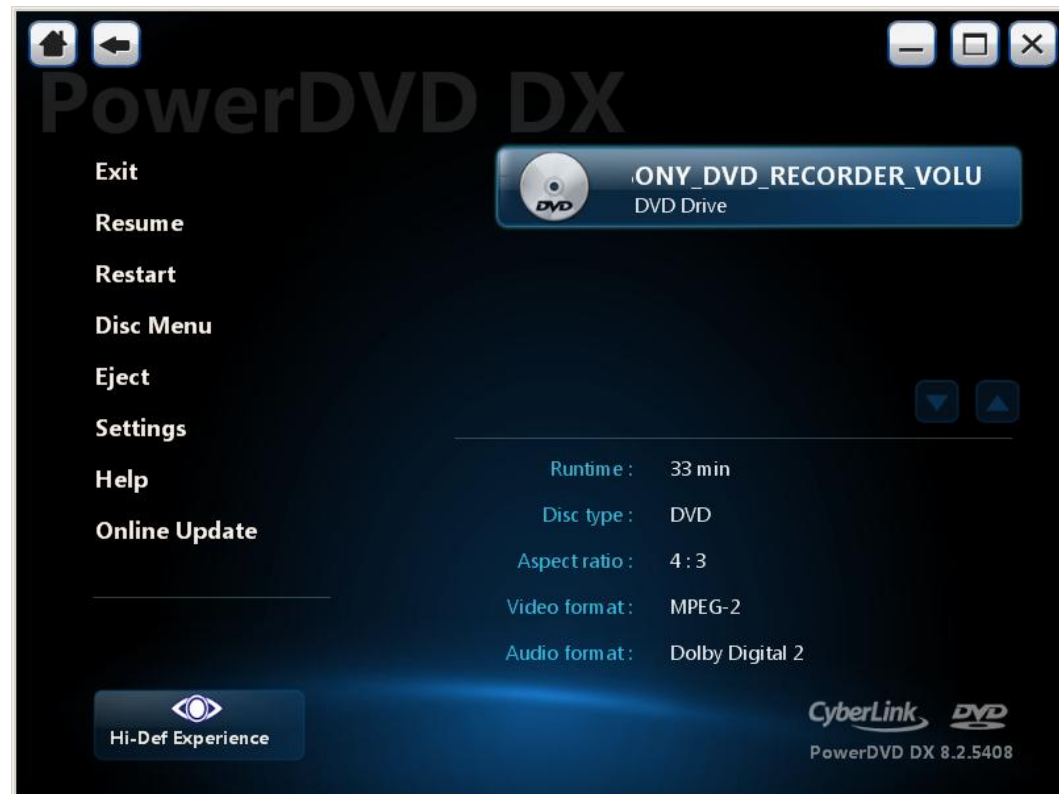 PowerDVD DX
Exit
Resume
Restart
Disc Menu
Eject
Settings
Help
Online Update
Hi-Def Experience
ONY_DVD_RECORDER_VOLU
DVD
DVD Drive
Runtime : 33 min
Disc type : DVD
Aspect ratio : 4 : 3
Video format : MPEG-2
Audio format : Dolby Digital 2
CyberLink DVD
PowerDVD DX 8.2.5408